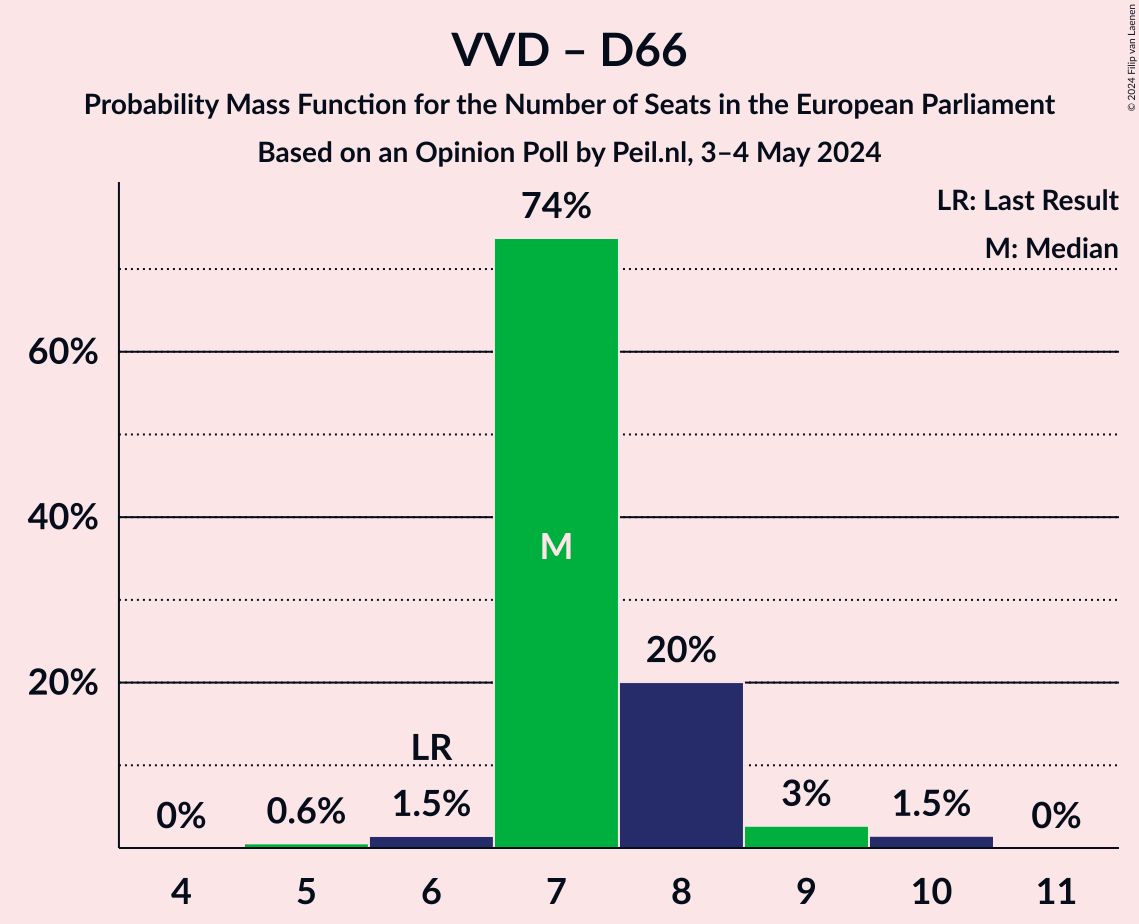 VVD – D66
Probability Mass Function for the Number of Seats in the European Parliament
Based on an Opinion Poll by Peil.nl, 3–4 May 2024
© 2024 Filip van Laenen
LR: Last Result
M: Median
74%
60%
40%
20%
M
20%
LR
0%
0.6%
1.5%
3%
1.5%
0%
4 5 6 7 8 9 10 11